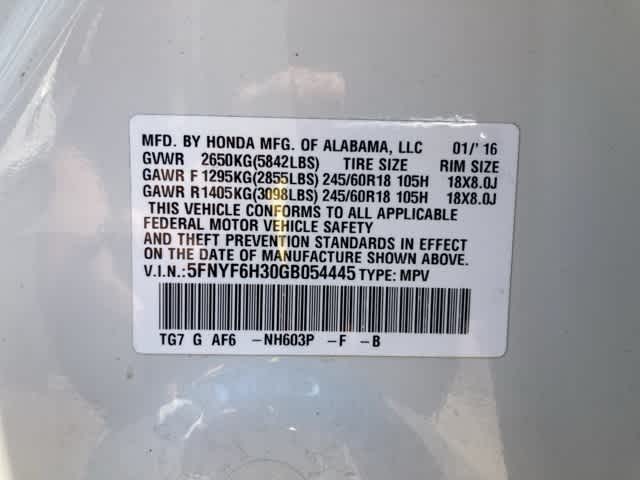 MFD. BY HONDA MFG. OF ALABAMA, LLC 01/'16
GVWR 2650KG(5842LBS) TIRE SIZE RIM SIZE
GAWR F1295KG(2855LBS) 245/60R18 105H 18X8.0J
GAWR R1405KG(3098LBS) 245/60R18 105H 18X8.0J
THIS VEHICLE CONFORMS TO ALL APPLICABLE
FEDERAL MOTOR VEHICLE SAFETY
AND THEFT PREVENTION STANDARDS IN EFFECT
ON THE DATE OF MANUFACTURE SHOWN ABOVE.
V.I.N.:5FNYF6H30GB054445 TYPE: MPV
TG7 G AF6 -NH603P -F -B